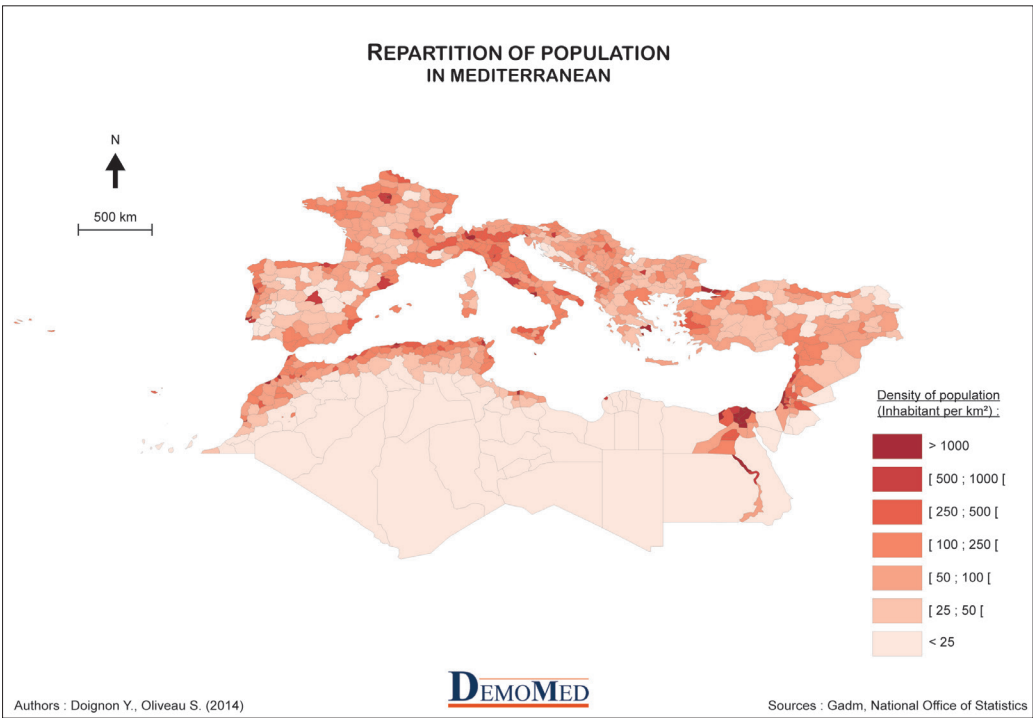 REPARTITION OF POPULATION
IN MEDITERRANEAN
N
500 km
Density of population
(Inhabitant per km²) :
> 1000
[ 500 ; 1000 [
[ 250 ; 500 [
[ 100 ; 250 [
[ 50 ; 100 [
[ 25 ; 50 [
< 25
Authors : Doignon Y., Oliveau S. (2014)
DEMOMED
Sources : Gadm, National Office of Statistics